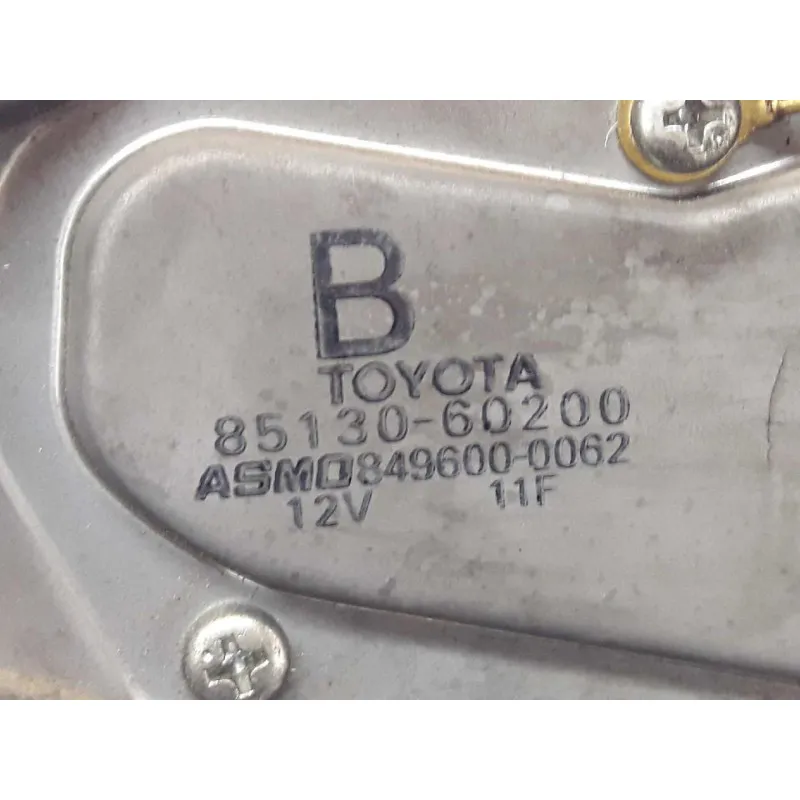 B
TOYOTA
85130-60200
ASMO 849600-0062
12V 11F